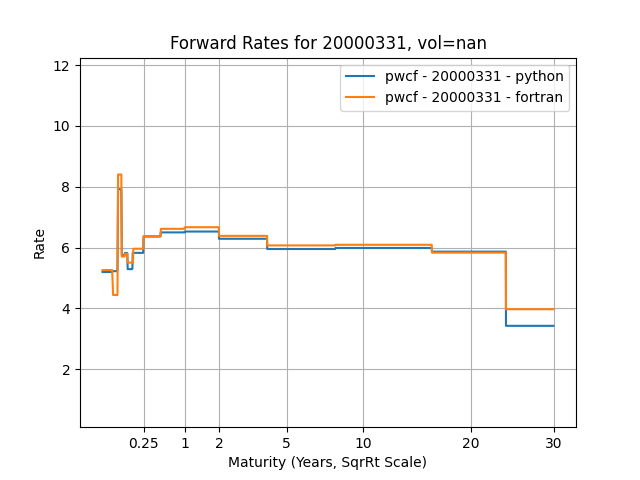 Forward Rates for 20000331, vol=nan
pwcf - 20000331 - python
pwcf - 20000331 - fortran
12
10
8
6
4
2
Rate
0.25 1 2 5 10 20 30
Maturity (Years, SqrRt Scale)